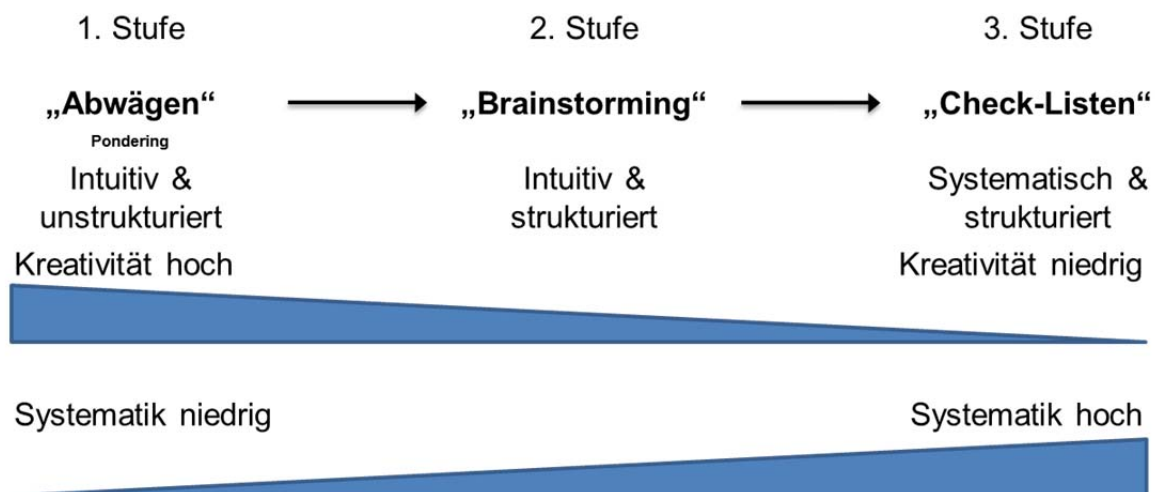 1. Stufe 2. Stufe 3. Stufe
„Abwägen“ „Brainstorming“ „Check-Listen“
Pondering
Intuitiv & Intuitiv & Systematisch &
unstrukturiert strukturiert strukturiert
Kreativität hoch Kreativität niedrig
Systematik niedrig Systematik hoch